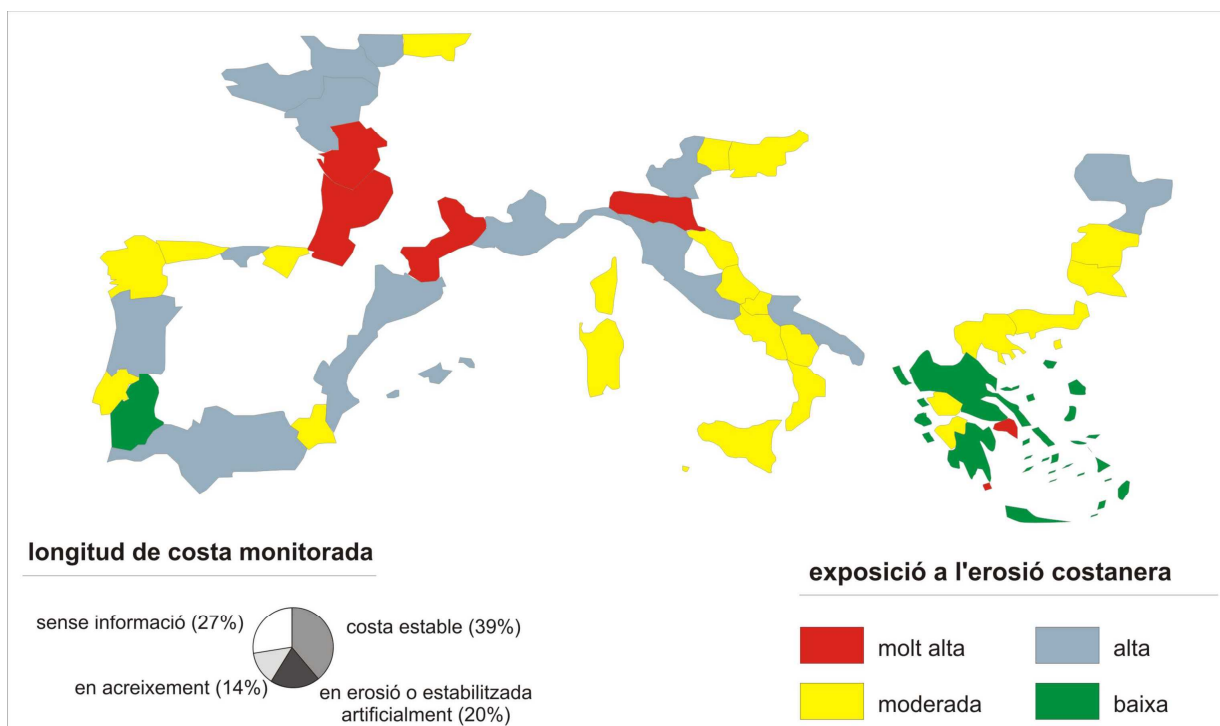 longitud de costa monitorada
sense informació (27%)
costa estable (39%)
en acreixement (14%)
en erosió o estabilitzada
artificialment (20%)
exposició a l'erosió costanera
molt alta
alta
moderada
baixa